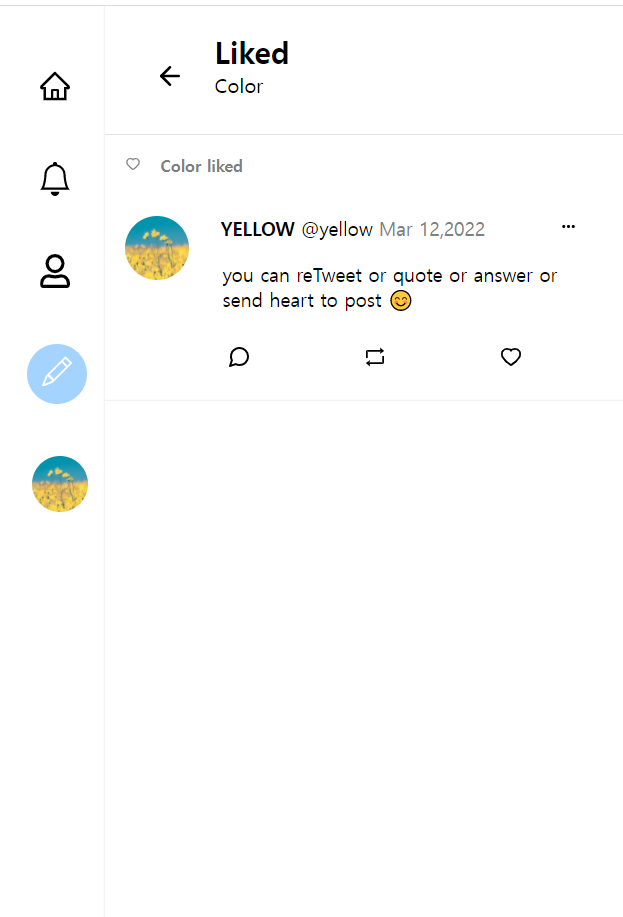 Liked
Color
Color liked
YELLOW @yellow Mar 12,2022
you can reTweet or quote or answer or
send heart to post 😊